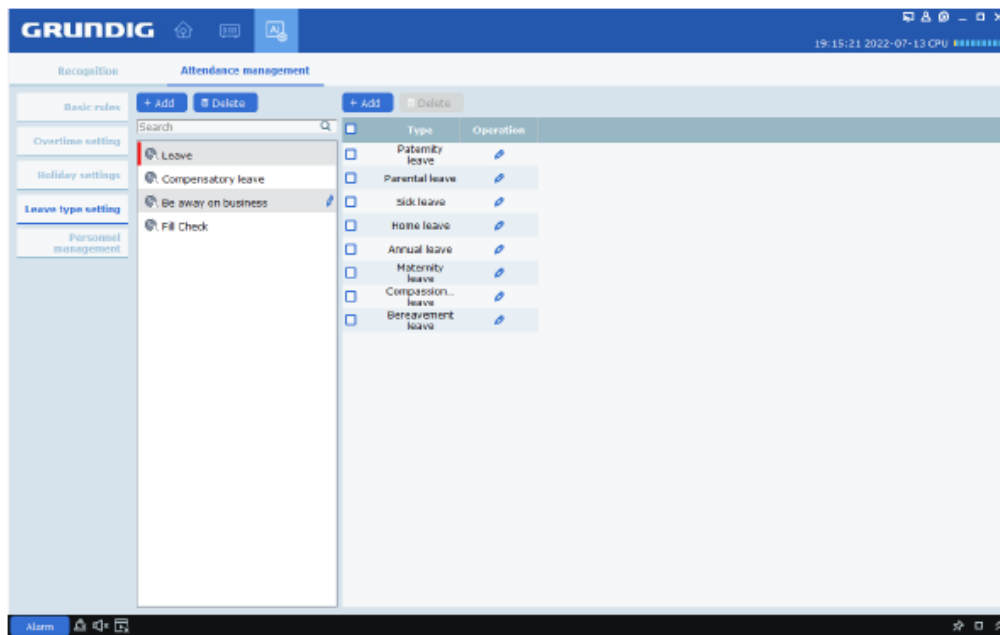 GRUNDIG
AI
19:15:21 2022-07-13 CPU
Recognition
Attendance management
Basic rules
Overtime setting
Holiday settings
Leave type setting
Personnel
management
+ Add
Delete
Search
Leave
Compensatory leave
Be away on business
Fill Check
+ Add
Delete
Type
Operation
Paternity
leave
Parental leave
Sick leave
Home leave
Annual leave
Maternity
leave
Compassion...
leave
Bereavement
leave
Alarm